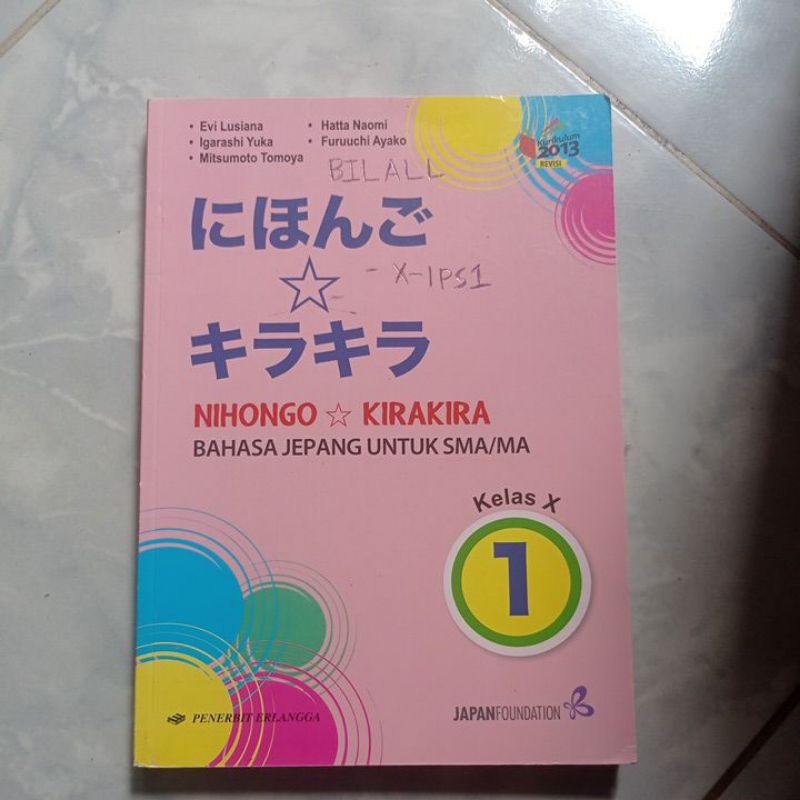 • Evi Lusiana • Hatta Naomi
• Igarashi Yuka • Furuuchi Ayako
• Mitsumoto Tomoya
Kurikulum
2013
REVISI
BILALL
にほんご
- X-IPS1
☆
キラキラ
NIHONGO ☆ KIRAKIRA
BAHASA JEPANG UNTUK SMA/MA
Kelas X
1
PENERBIT ERLANGGA
JAPANFOUNDATION